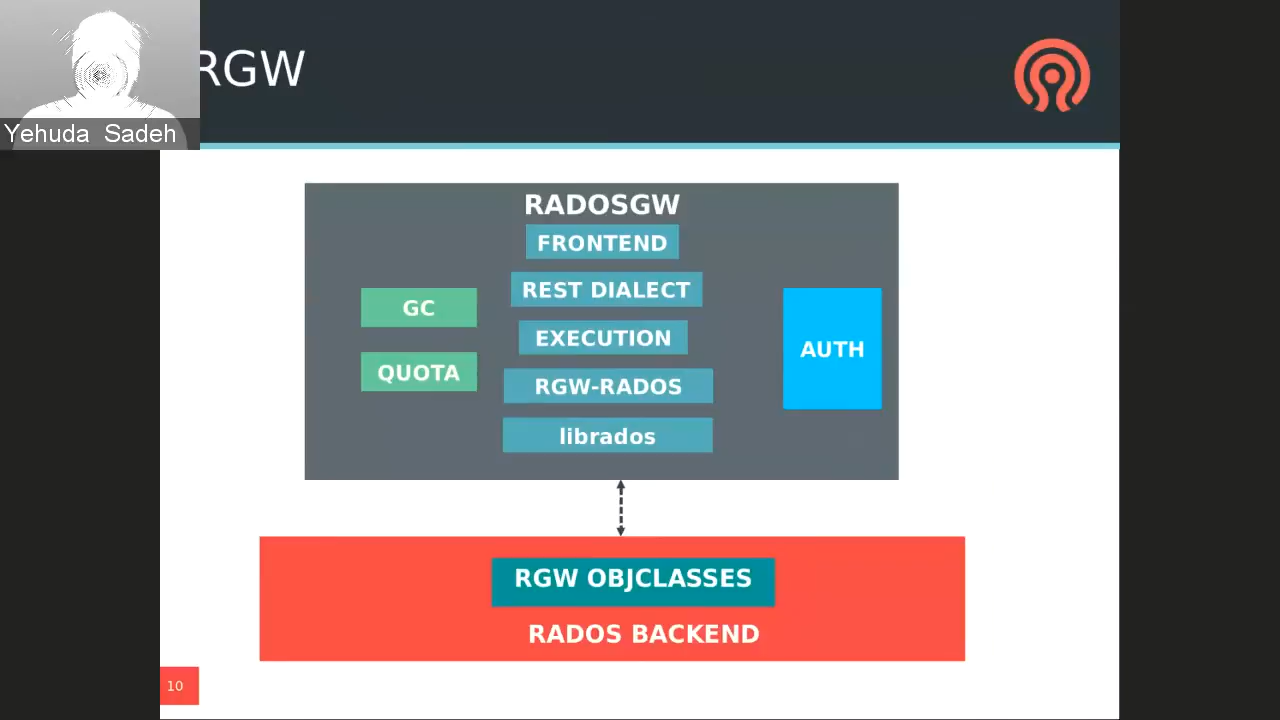 RGW
Yehuda Sadeh
RADOSGW
FRONTEND
REST DIALECT
GC
EXECUTION
AUTH
QUOTA
RGW-RADOS
librados
RGW OBJCLASSES
RADOS BACKEND
10